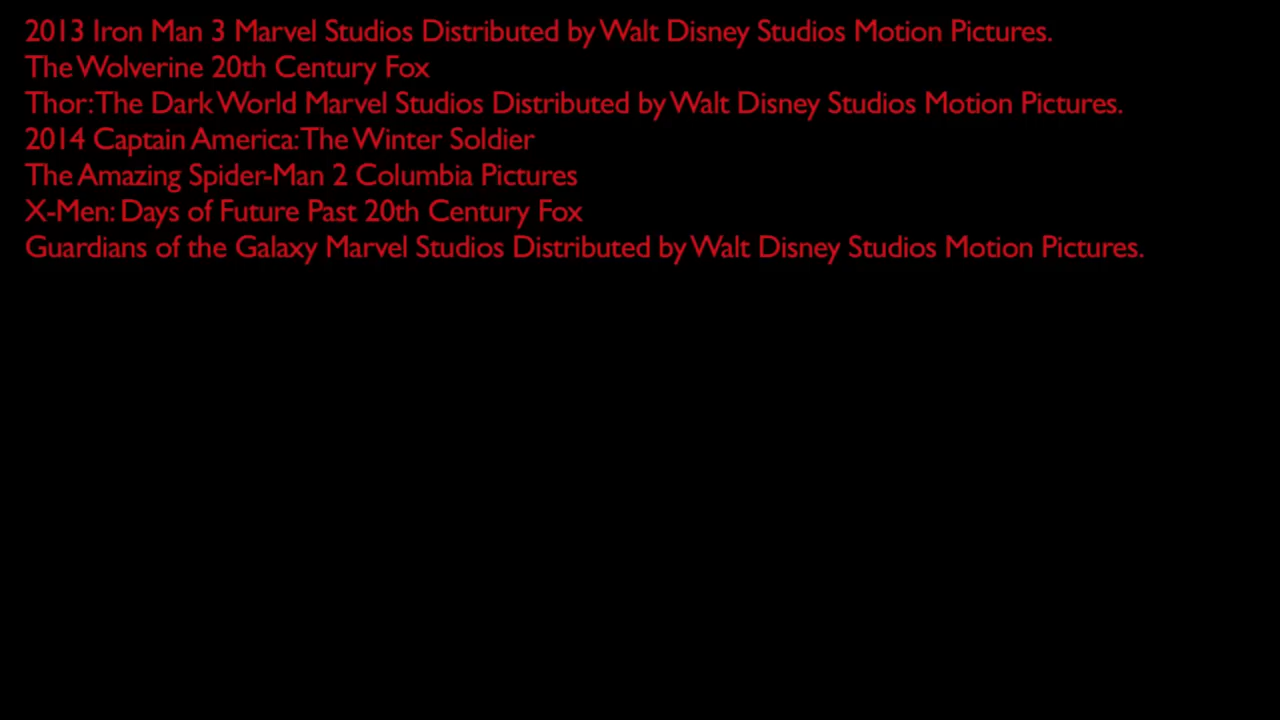 2013 Iron Man 3 Marvel Studios Distributed by Walt Disney Studios Motion Pictures.
The Wolverine 20th Century Fox
Thor: The Dark World Marvel Studios Distributed by Walt Disney Studios Motion Pictures.
2014 Captain America: The Winter Soldier
The Amazing Spider-Man 2 Columbia Pictures
X-Men: Days of Future Past 20th Century Fox
Guardians of the Galaxy Marvel Studios Distributed by Walt Disney Studios Motion Pictures.